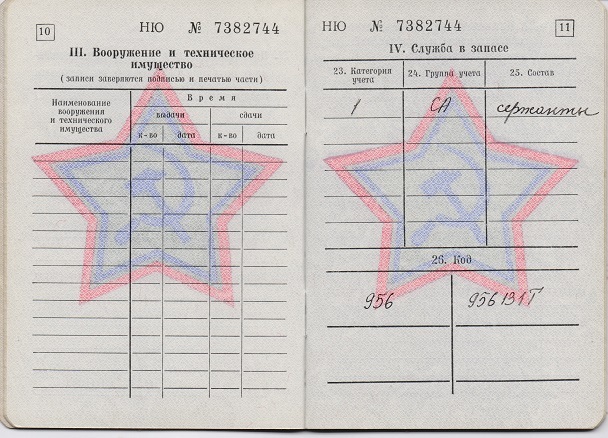 10
НЮ № 7382744
III. Вооружение и техническое
имущество
(записи заверяются подписью и печатью части)
Наименование
вооружения
и технического
имущества
Время
выдачи
сдачи
к-во
дата
к-во
дата
НЮ № 7382744
11
IV. Служба в запасе
23. Категория
учета
24. Группа учета
25. Состав
1
СА
сержанты
26. Код
956
956 131Т